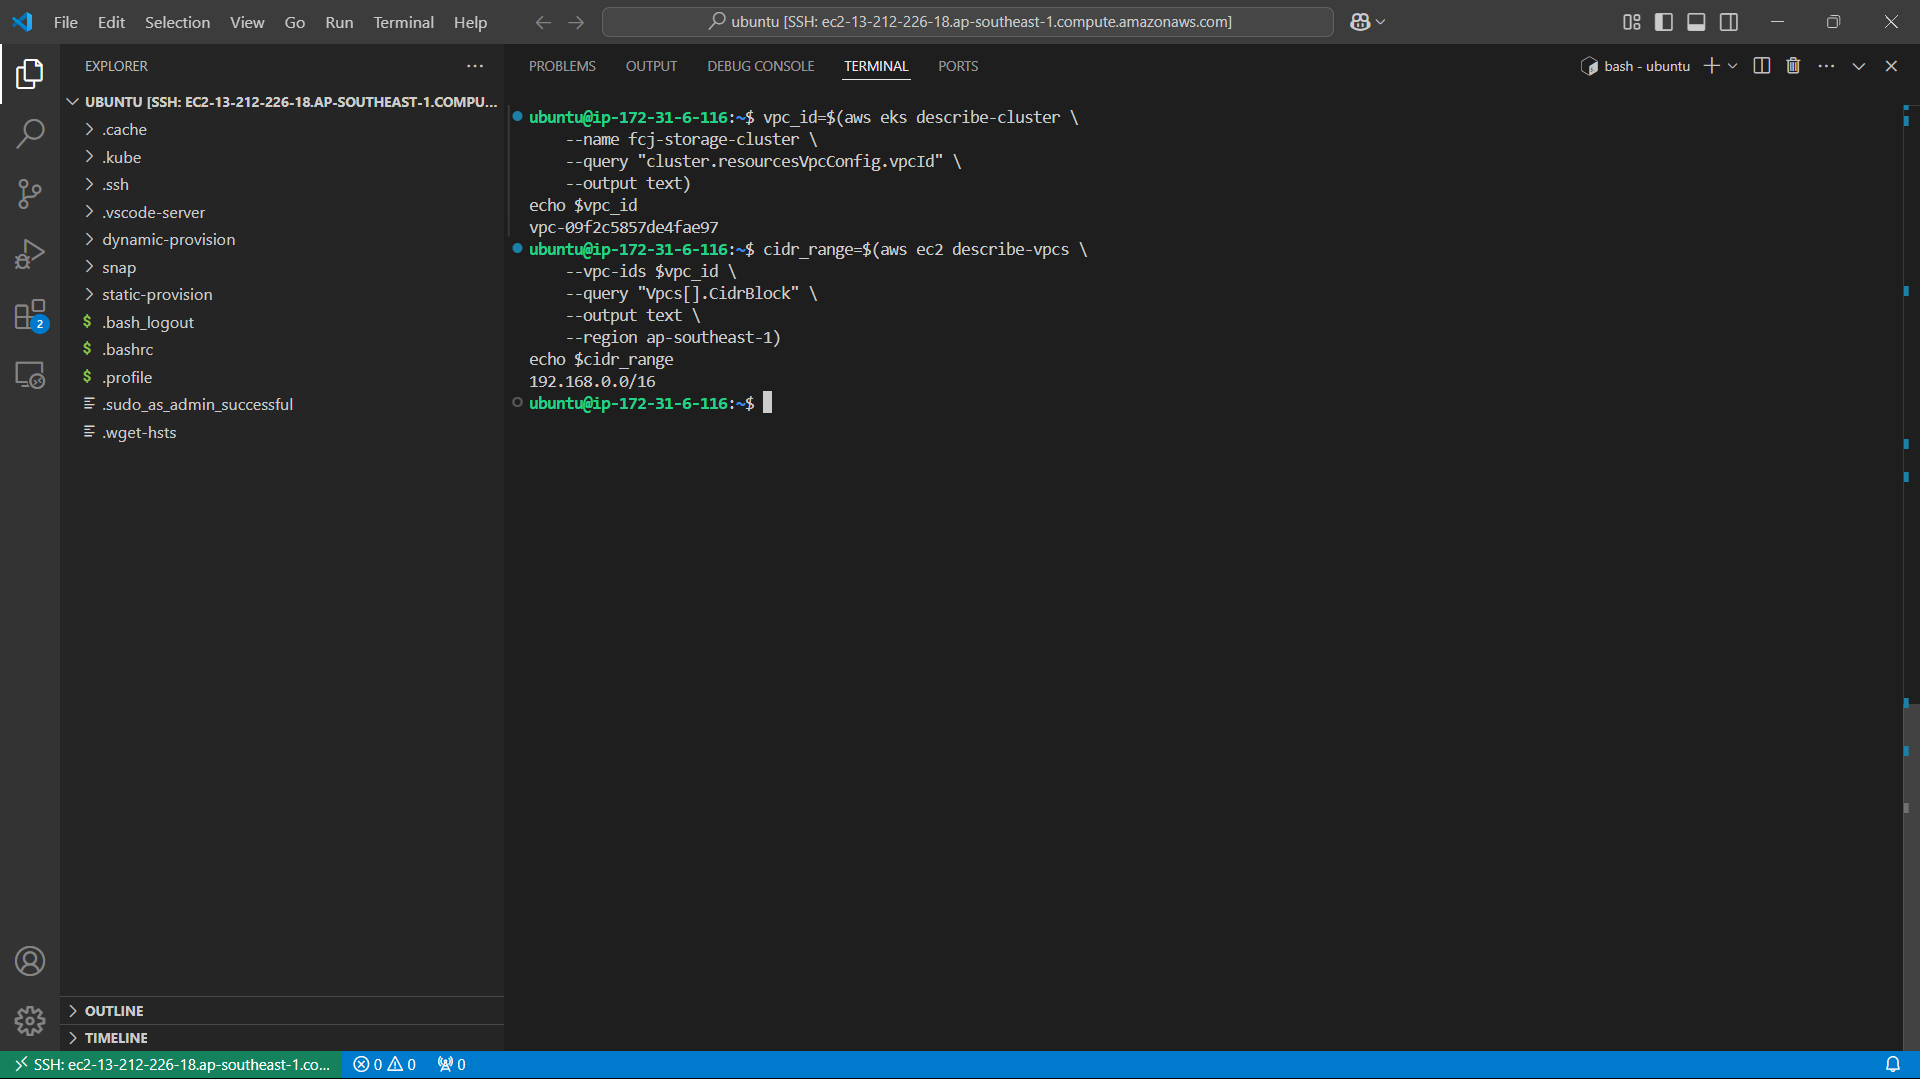 File Edit Selection View Go Run Terminal Help
ubuntu [SSH: ec2-13-212-226-18.ap-southeast-1.compute.amazonaws.com]
EXPLORER
UBUNTU [SSH: EC2-13-212-226-18.AP-SOUTHEAST-1.COMPU...
.cache
.kube
.ssh
.vscode-server
dynamic-provision
snap
static-provision
$ .bash_logout
$ .bashrc
$ .profile
.sudo_as_admin_successful
.wget-hsts
2
OUTLINE
TIMELINE
PROBLEMS OUTPUT DEBUG CONSOLE TERMINAL PORTS
bash - ubuntu
ubuntu@ip-172-31-6-116:~$ vpc_id=$(aws eks describe-cluster \
--name fcj-storage-cluster \
--query "cluster.resourcesVpcConfig.vpcId" \
--output text)
echo $vpc_id
vpc-09f2c5857de4fae97
ubuntu@ip-172-31-6-116:~$ cidr_range=$(aws ec2 describe-vpcs \
--vpc-ids $vpc_id \
--query "Vpcs[].CidrBlock" \
--output text \
--region ap-southeast-1)
echo $cidr_range
192.168.0.0/16
ubuntu@ip-172-31-6-116:~$
SSH: ec2-13-212-226-18.ap-southeast-1.co... 0 0 0